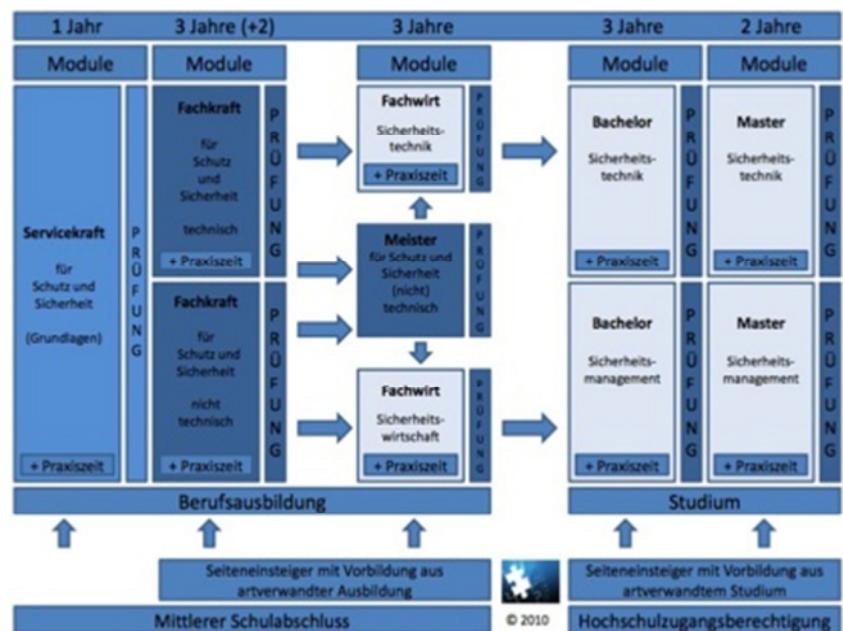 1 Jahr
3 Jahre (+2)
3 Jahre
3 Jahre
2 Jahre
Module
Module
Module
Module
Module
Servicekraft
für
Schutz und
Sicherheit
(Grundlagen)
+ Praxiszeit
PRÜFUNG
Fachkraft
für
Schutz
und
Sicherheit
technisch
+ Praxiszeit
PRÜFUNG
Fachkraft
für
Schutz und
Sicherheit
nicht
technisch
+ Praxiszeit
PRÜFUNG
Fachwirt
Sicherheits-
technik
+ Praxiszeit
PRÜFUNG
Meister
für Schutz und
Sicherheit
(nicht)
technisch
PRÜFUNG
Fachwirt
Sicherheits-
wirtschaft
+ Praxiszeit
PRÜFUNG
Bachelor
Sicherheits-
technik
+ Praxiszeit
PRÜFUNG
Master
Sicherheits-
technik
+ Praxiszeit
PRÜFUNG
Bachelor
Sicherheits-
management
+ Praxiszeit
PRÜFUNG
Master
Sicherheits-
management
+ Praxiszeit
PRÜFUNG
Berufsausbildung
Studium
Seiteneinsteiger mit Vorbildung aus
artverwandter Ausbildung
Seiteneinsteiger mit Vorbildung aus
artverwandtem Studium
Mittlerer Schulabschluss
© 2010
Hochschulzugangsberechtigung